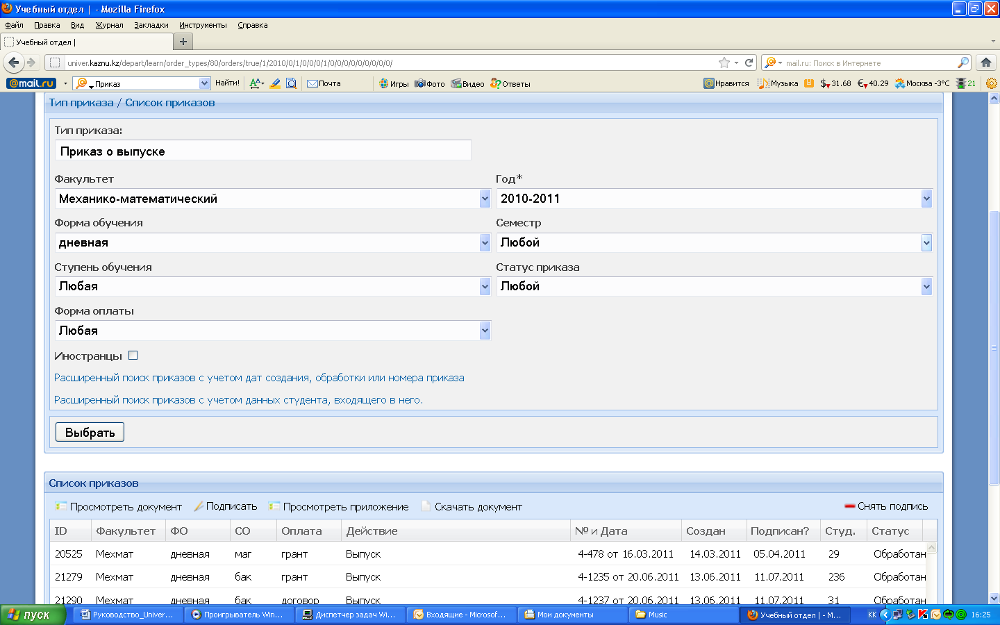 Учебный отдел | - Mozilla Firefox
Файл Правка Вид Журнал Закладки Инструменты Справка
Учебный отдел |
univer.kaznu.kz/depart/learn/order_types/80/orders/true/1/2010/0/1/0/0/0/1/0/0/0/0/0/0/0/0/0/
mail.ru: Поиск в Интернете
@mail.ru Приказ Найти! Почта Игры Фото Видео Ответы Нравится Музыка $ 31.68 € 40.29 Москва -3°C 21
Тип приказа / Список приказов
Тип приказа:
Приказ о выпуске
Факультет Год*
Механико-математический 2010-2011
Форма обучения Семестр
дневная Любой
Ступень обучения Статус приказа
Любая Любой
Форма оплаты
Любая
Иностранцы
Расширенный поиск приказов с учетом дат создания, обработки или номера приказа
Расширенный поиск приказов с учетом данных студента, входящего в него.
Выбрать
Список приказов
Просмотреть документ Подписать Просмотреть приложение Скачать документ Снять подпись
ID Факультет ФО СО Оплата Действие № и Дата Создан Подписан? Студ. Статус
20525 Мехмат дневная маг грант Выпуск 4-478 от 16.03.2011 14.03.2011 05.04.2011 29 Обработан
21279 Мехмат дневная бак грант Выпуск 4-1235 от 20.06.2011 13.06.2011 11.07.2011 236 Обработан
21290 Мехмат дневная бак договор Выпуск 4-1237 от 20.06.2011 13.06.2011 11.07.2011 31 Обработан
пуск Руководство_Univer... Проигрыватель Win... Диспетчер задач Wi... Входящие - Microsof... Мои документы Music Учебный отдел | - M... KK 16:25